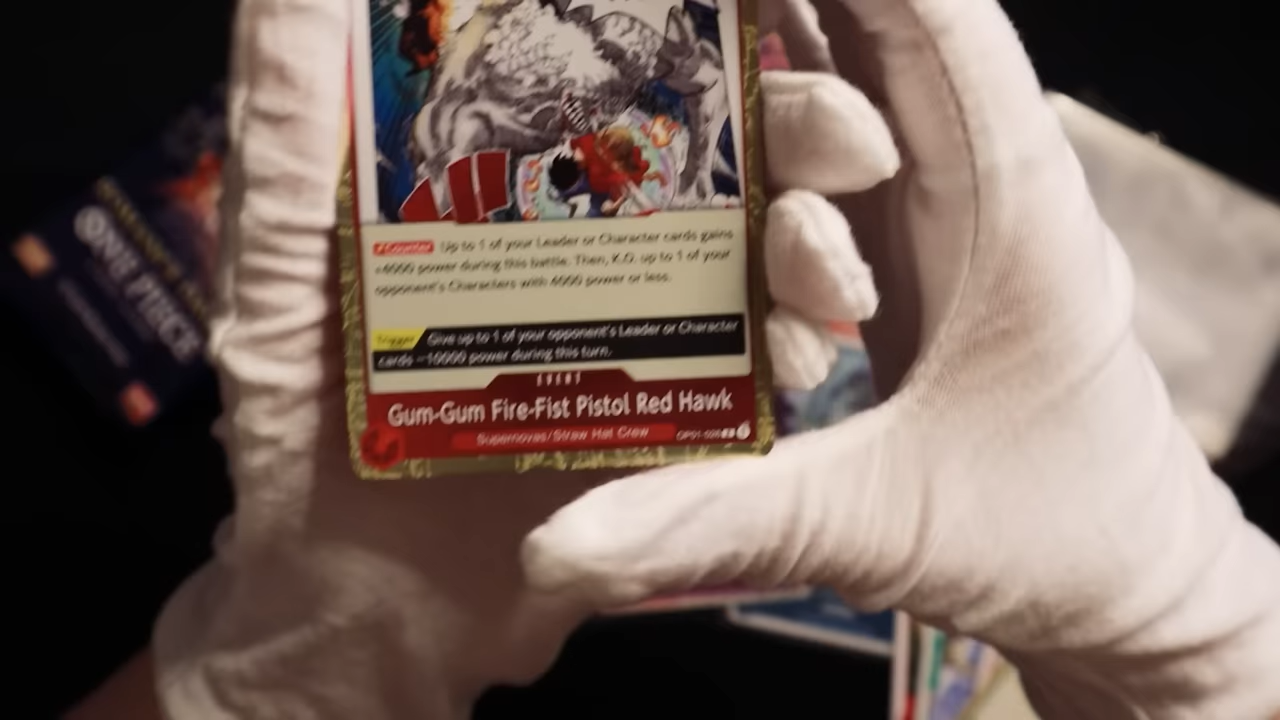 Counter Up to 1 of your Leader or Character cards gains
+4000 power during this battle. Then, K.O. up to 1 of your
opponent's Characters with 4000 power or less.
Trigger Give up to 1 of your opponent's Leader or Character
cards −10000 power during this turn.
EVENT
Gum-Gum Fire-Fist Pistol Red Hawk
Supernovas/Straw Hat Crew
OP01-026
ONE PIECE